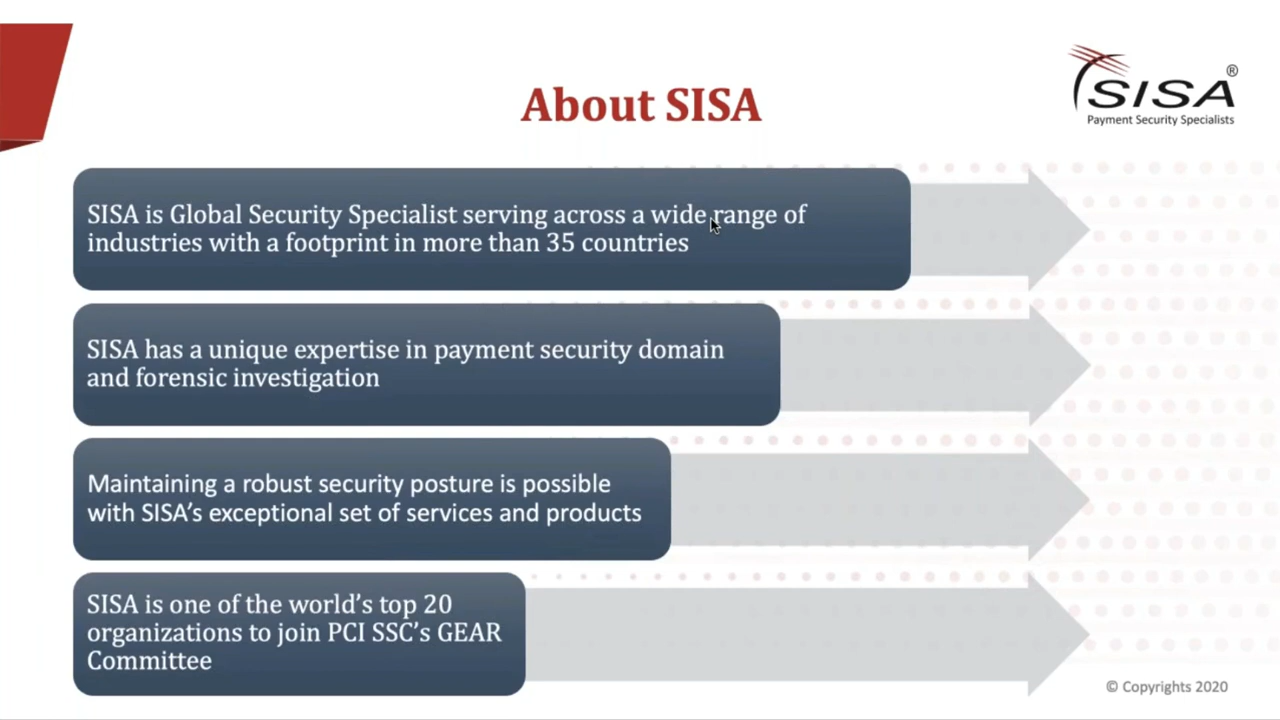 About SISA
SISA®
Payment Security Specialists
SISA is Global Security Specialist serving across a wide range of
industries with a footprint in more than 35 countries
SISA has a unique expertise in payment security domain
and forensic investigation
Maintaining a robust security posture is possible
with SISA’s exceptional set of services and products
SISA is one of the world’s top 20
organizations to join PCI SSC’s GEAR
Committee
© Copyrights 2020